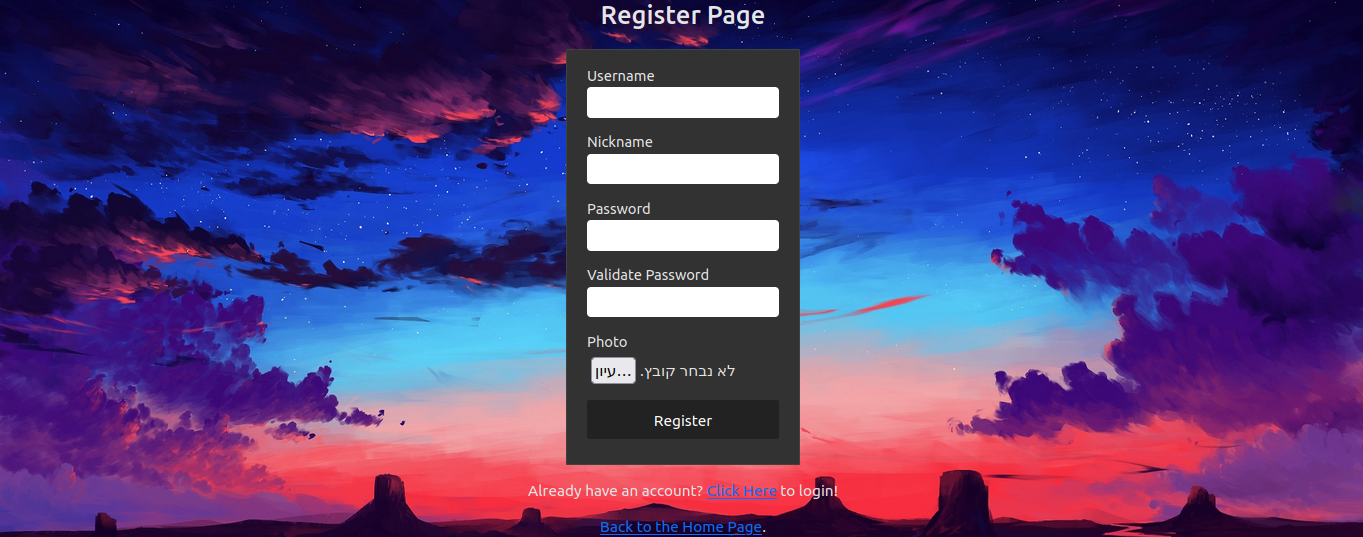 Register Page
Username
Nickname
Password
Validate Password
Photo
עיון... לא נבחר קובץ.
Register
Already have an account? Click Here to login!
Back to the Home Page.